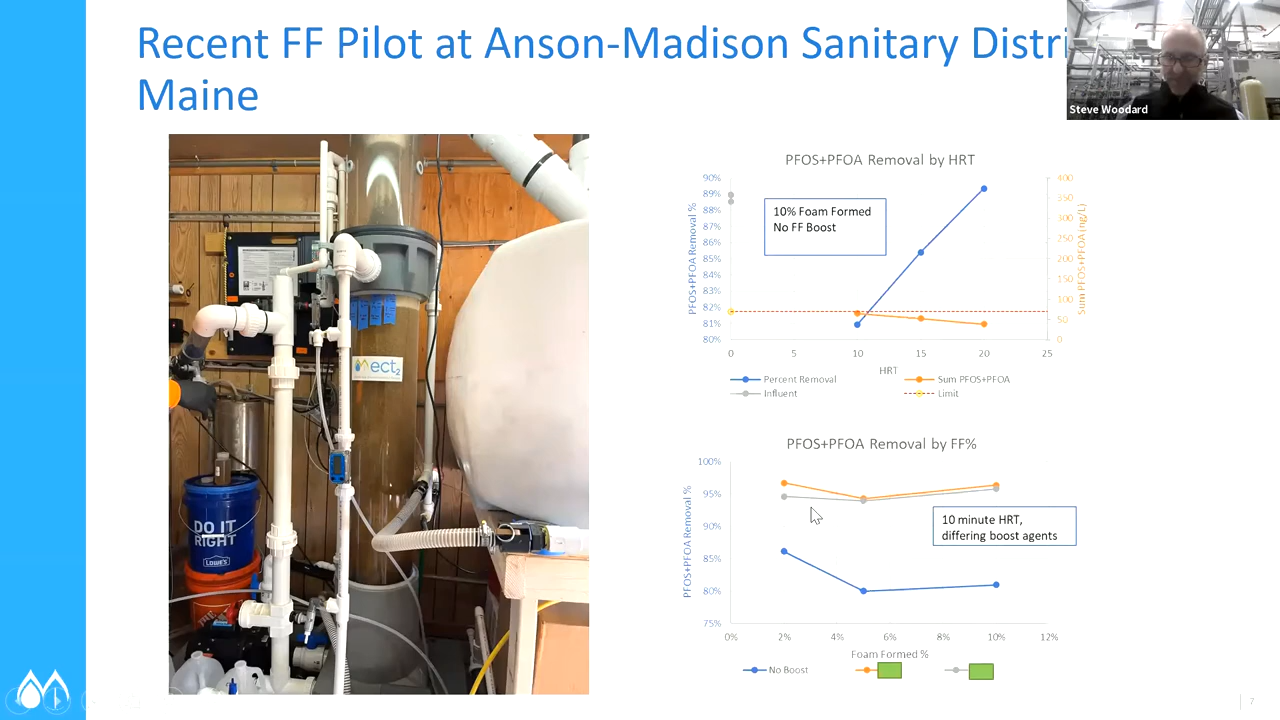 Recent FF Pilot at Anson-Madison Sanitary Distri
Maine
Steve Woodard
ect2
DO IT
RIGHT
LOWE'S
PFOS+PFOA Removal by HRT
PFOS+PFOA Removal %
90%
89%
88%
87%
86%
85%
84%
83%
82%
81%
80%
10% Foam Formed
No FF Boost
400
350
300
250
200
150
100
50
0
Sum PFOS+PFOA (ng/L)
0 5 10 15 20 25
HRT
Percent Removal Sum PFOS+PFOA
Influent Limit
PFOS+PFOA Removal by FF%
PFOS+PFOA Removal %
100%
95%
90%
85%
80%
75%
10 minute HRT,
differing boost agents
0% 2% 4% 6% 8% 10% 12%
Foam Formed %
No Boost
7